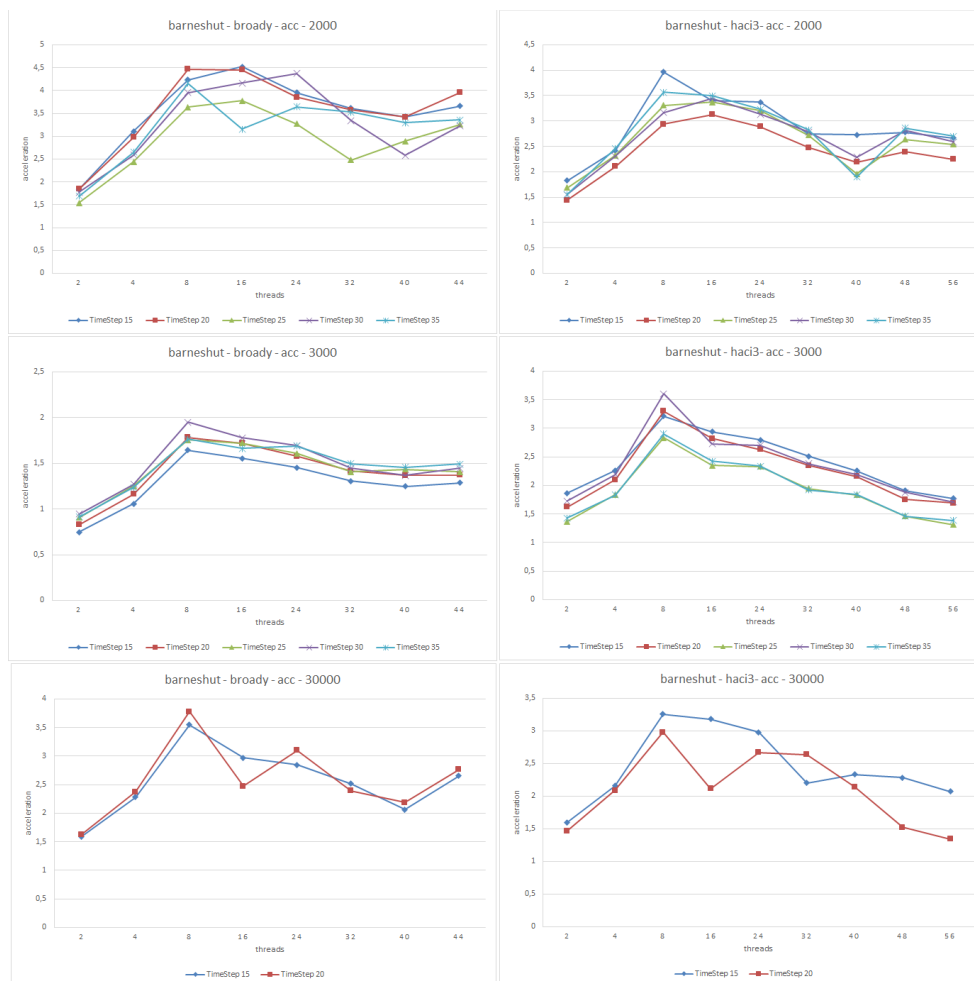 barneshut - broady - acc - 2000
acceleration
5
4,5
4
3,5
3
2,5
2
1,5
1
0,5
0
2 4 8 16 24 32 40 44
threads
TimeStep 15 TimeStep 20 TimeStep 25 TimeStep 30 TimeStep 35
barneshut - haci3- acc - 2000
acceleration
4,5
4
3,5
3
2,5
2
1,5
1
0,5
0
2 4 8 16 24 32 40 48 56
threads
TimeStep 15 TimeStep 20 TimeStep 25 TimeStep 30 TimeStep 35
barneshut - broady - acc - 3000
acceleration
2,5
2
1,5
1
0,5
0
2 4 8 16 24 32 40 44
threads
TimeStep 15 TimeStep 20 TimeStep 25 TimeStep 30 TimeStep 35
barneshut - haci3- acc - 3000
acceleration
4
3,5
3
2,5
2
1,5
1
0,5
0
2 4 8 16 24 32 40 48 56
threads
TimeStep 15 TimeStep 20 TimeStep 25 TimeStep 30 TimeStep 35
barneshut - broady - acc - 30000
acceleration
4
3,5
3
2,5
2
1,5
1
0,5
0
2 4 8 16 24 32 40 44
threads
TimeStep 15 TimeStep 20
barneshut - haci3- acc - 30000
acceleration
3,5
3
2,5
2
1,5
1
0,5
0
2 4 8 16 24 32 40 48 56
threads
TimeStep 15 TimeStep 20